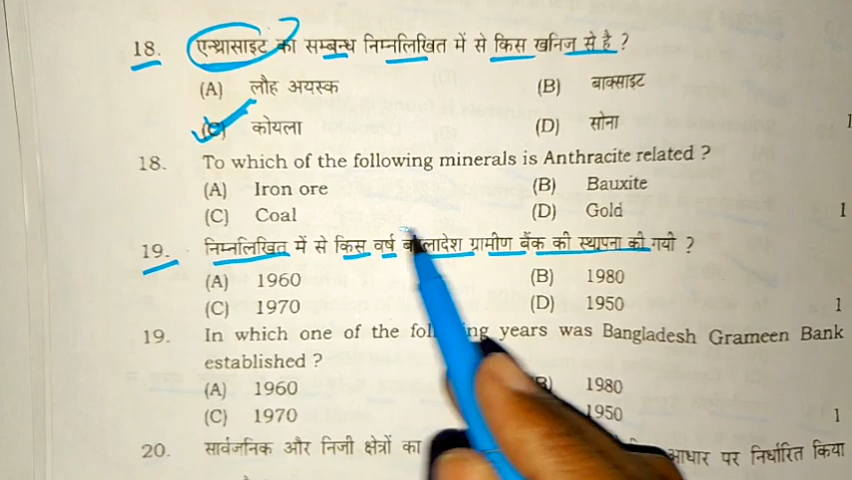 18. एन्थ्रासाइट का सम्बन्ध निम्नलिखित में से किस खनिज से है ?
(A) लौह अयस्क (B) बाक्साइट
(C) कोयला (D) सोना 1
18. To which of the following minerals is Anthracite related ?
(A) Iron ore (B) Bauxite
(C) Coal (D) Gold 1
19. निम्नलिखित में से किस वर्ष ग्रामीण बैंक की स्थापना की गयी ?
(A) 1960 (B) 1980
(C) 1970 (D) 1950 1
19. In which one of the years was Bangladesh Grameen Bank
established ?
(A) 1960 (B) 1980
(C) 1970 1950 1
20. सार्वजनिक और निजी क्षेत्रों का आधार पर निर्धारित किया